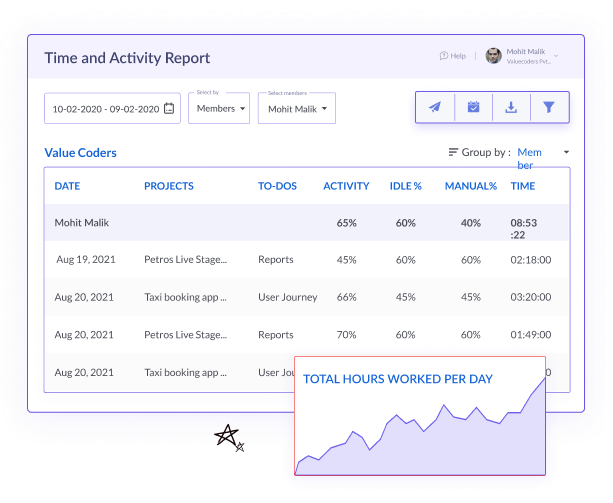 Time and Activity Report
Help
Mohit Malik
Valuecoders Pvt...
10-02-2020 - 09-02-2020
Select by
Members
Select members
Mohit Malik
Value Coders
Group by :
Mem
ber
DATE PROJECTS TO-DOS ACTIVITY IDLE % MANUAL% TIME
Mohit Malik 65% 60% 40% 08:53
:22
Aug 19, 2021 Petros Live Stage... Reports 45% 60% 60% 02:18:00
Aug 20, 2021 Taxi booking app ... User Journey 66% 45% 45% 03:20:00
Aug 20, 2021 Petros Live Stage... Reports 70% 60% 60% 01:49:00
Aug 20, 2021 Taxi booking app ... User
TOTAL HOURS WORKED PER DAY